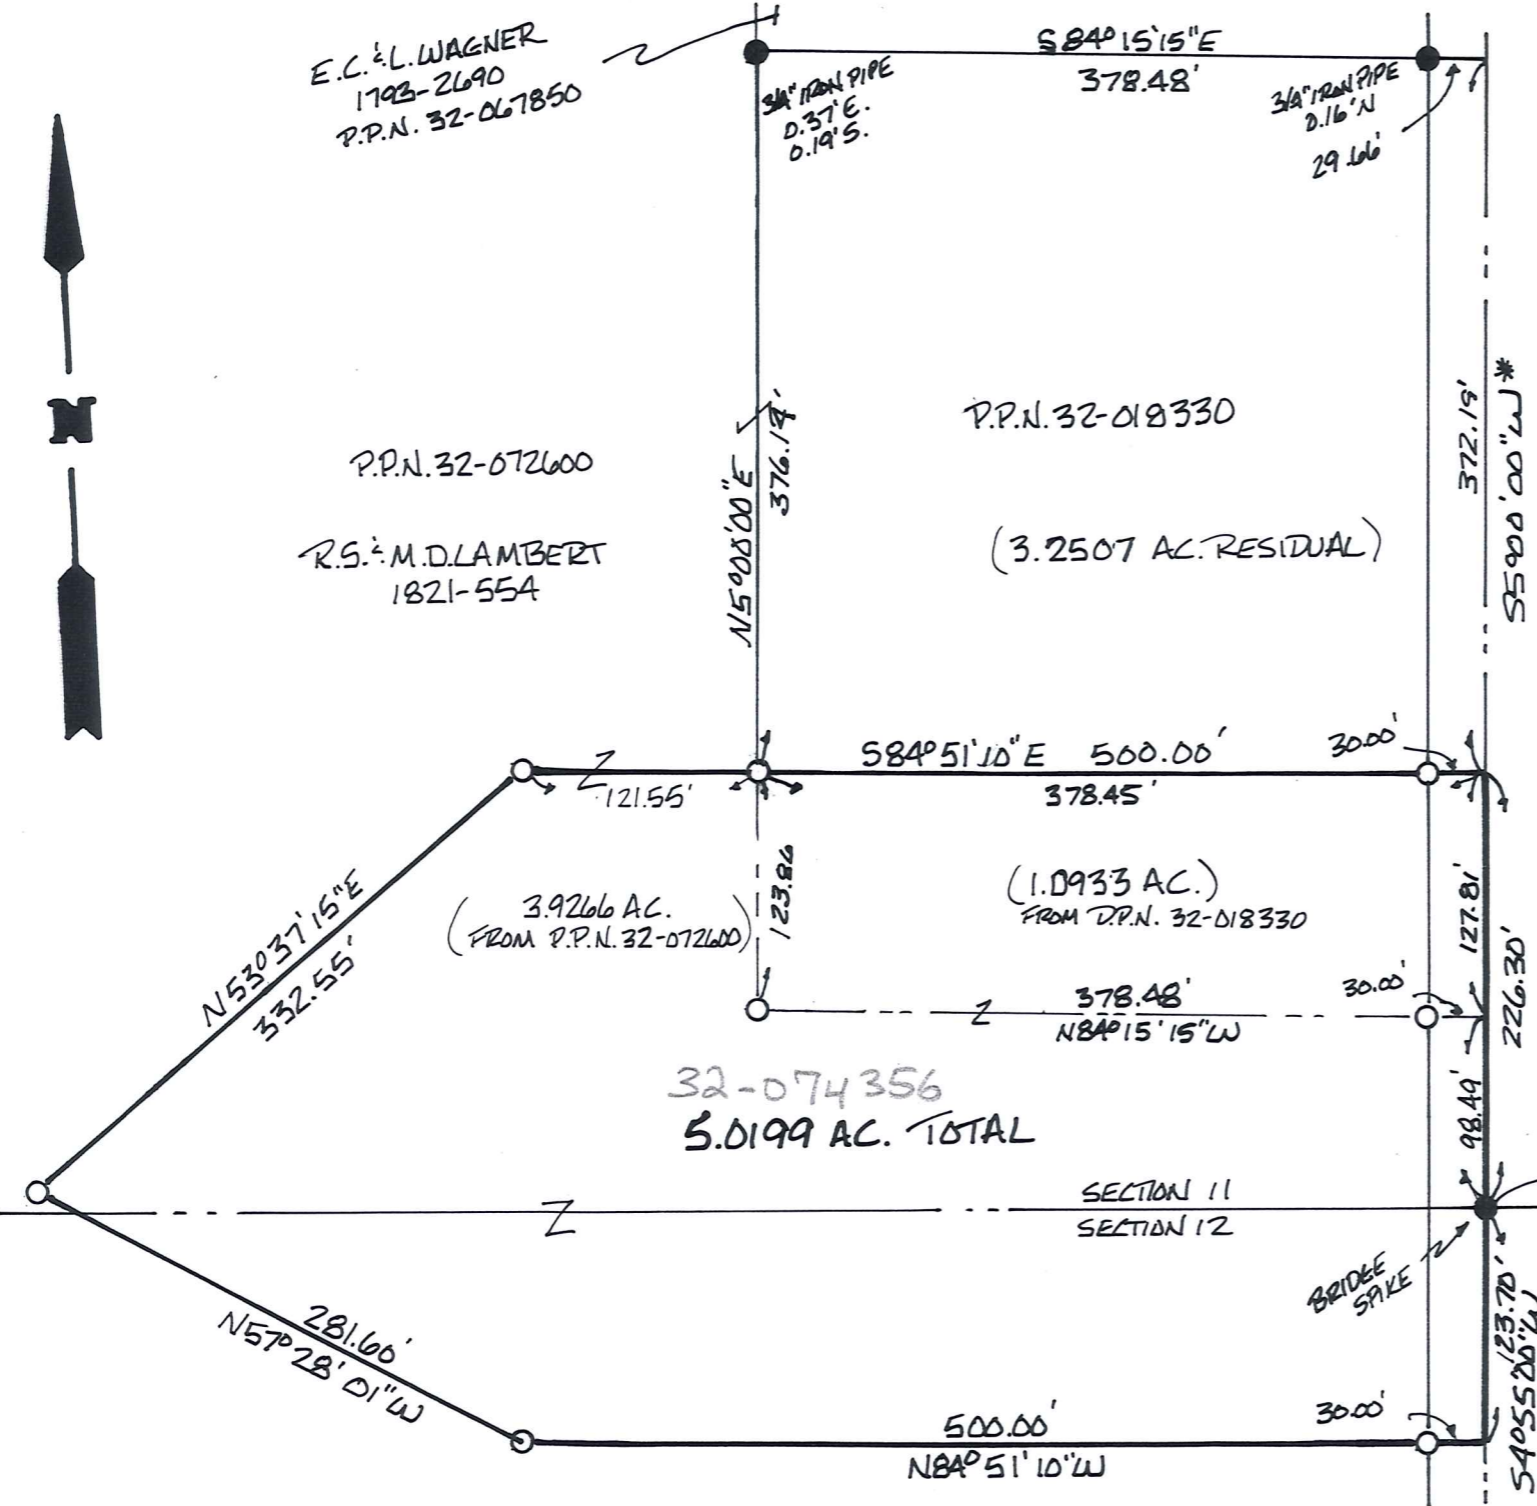 E.C. & L. WAGNER
1793-2690
P.P.N. 32-067850
S84°15'15"E
378.48'
3/4" IRON PIPE
0.37'E.
0.19'S.
3/4" IRON PIPE
0.16'N
29.66'
N
P.P.N. 32-072600
R.S. & M.D. LAMBERT
1821-554
N5°00'00"E
376.14'
P.P.N. 32-018330
(3.2507 AC. RESIDUAL)
372.19'
S5°00'00"W *
S84°51'10"E 500.00'
30.00'
121.55'
378.45'
N53°37'15"E
332.55'
(3.9266 AC.
FROM P.P.N. 32-072600)
123.86
(1.0933 AC.)
FROM P.P.N. 32-018330
127.81'
226.30'
378.48'
N84°15'15"W
30.00'
98.49'
32-074356
5.0199 AC. TOTAL
SECTION 11
SECTION 12
BRIDGE
SPIKE
123.70'
S4°55'20"W
281.60'
N57°28'01"W
500.00'
30.00'
N84°51'10"W